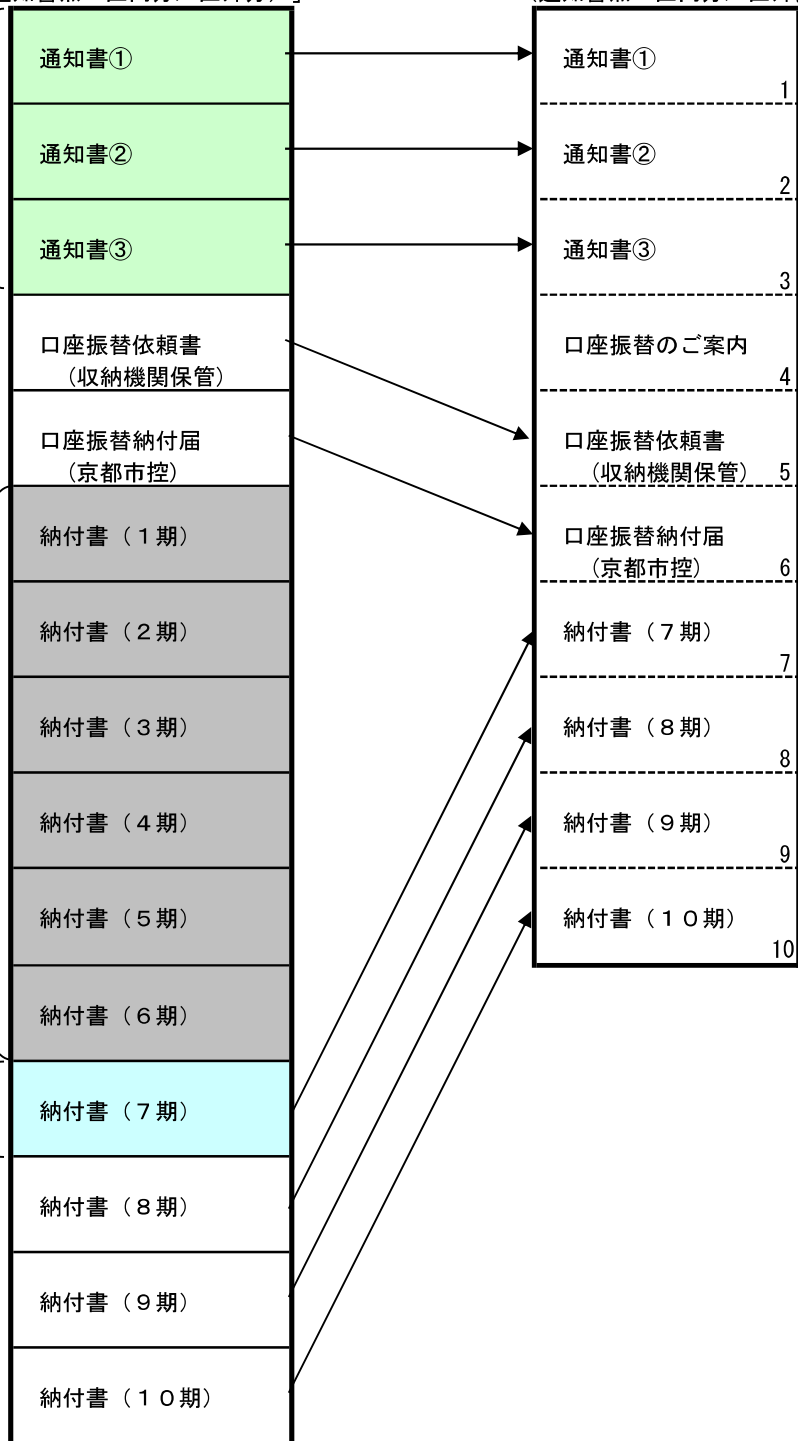 通知書①
通知書②
通知書③
口座振替依頼書
（収納機関保管）
口座振替納付届
（京都市控）
納付書（１期）
納付書（２期）
納付書（３期）
納付書（４期）
納付書（５期）
納付書（６期）
納付書（７期）
納付書（８期）
納付書（９期）
納付書（１０期）
通知書①
1
通知書②
2
通知書③
3
口座振替のご案内
4
口座振替依頼書
（収納機関保管） 5
口座振替納付届
（京都市控） 6
納付書（７期）
7
納付書（８期）
8
納付書（９期）
9
納付書（１０期）
10